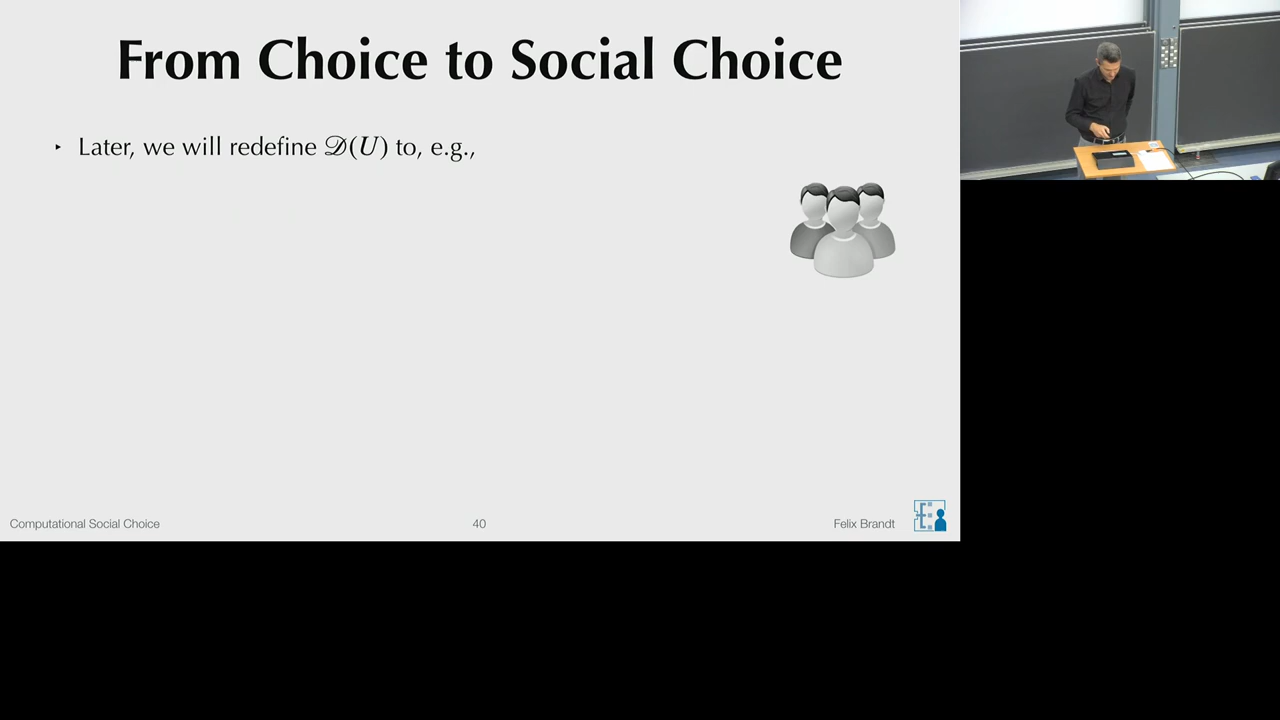 From Choice to Social Choice
‣ Later, we will redefine 𝒟(U) to, e.g.,
Computational Social Choice
40
Felix Brandt